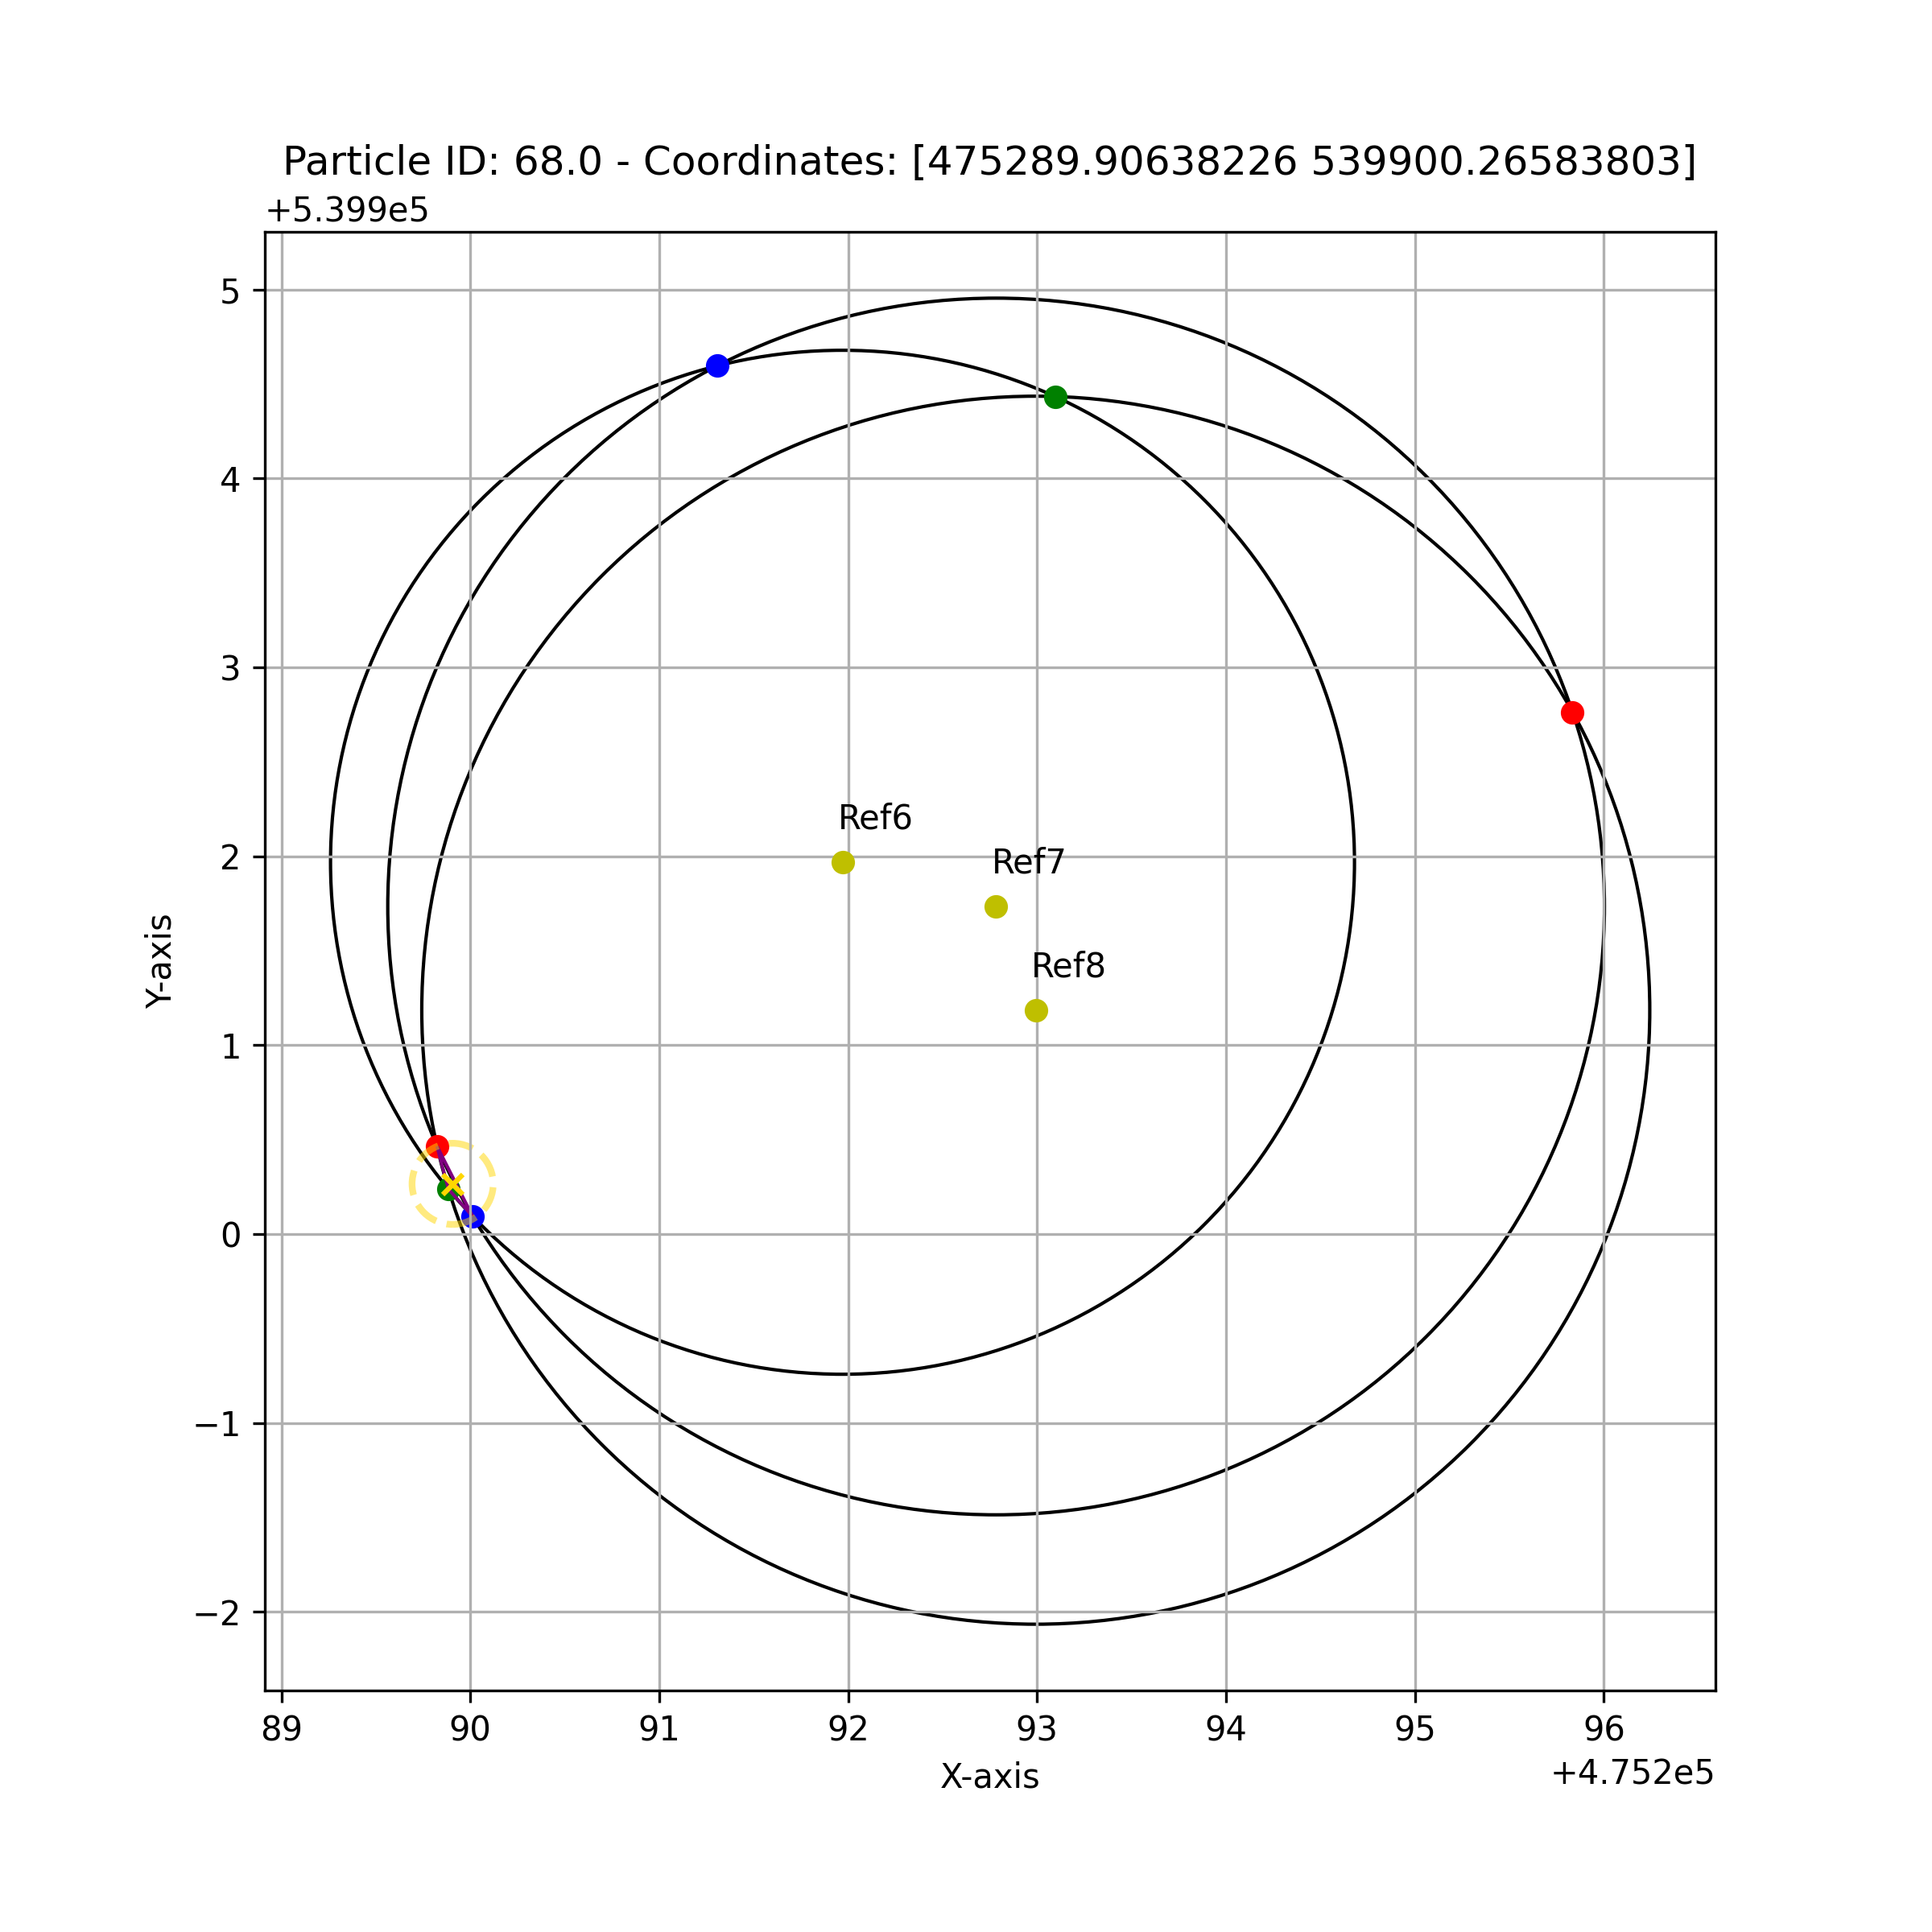 Particle ID: 68.0 - Coordinates: [475289.90638226 539900.26583803]
+5.399e5
5
4
3
2
1
0
−1
−2
Y-axis
Ref6
Ref7
Ref8
89 90 91 92 93 94 95 96
X-axis
+4.752e5